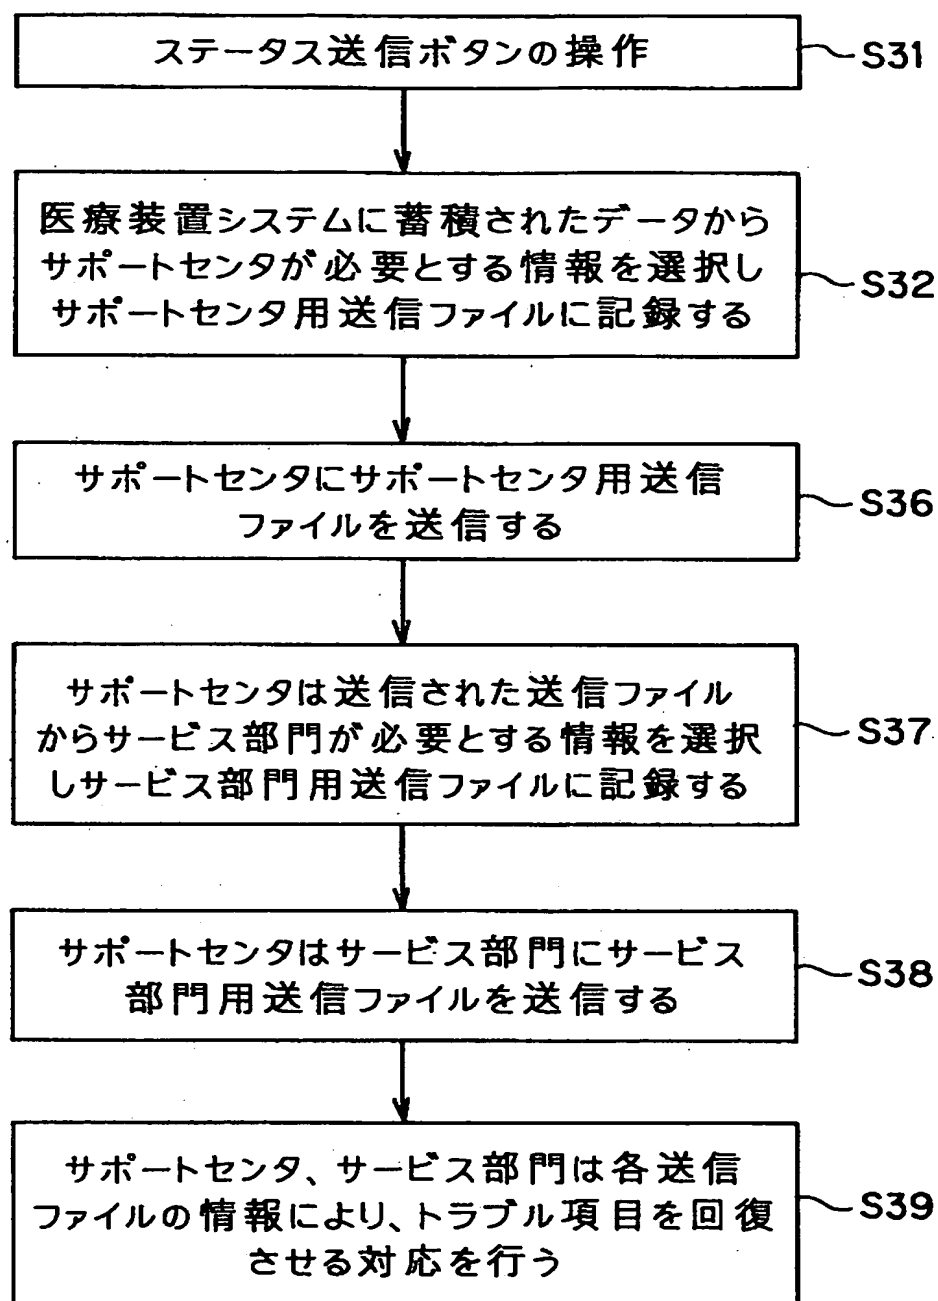 ステータス送信ボタンの操作
S31
医療装置システムに蓄積されたデータから
サポートセンタが必要とする情報を選択し
サポートセンタ用送信ファイルに記録する
S32
サポートセンタにサポートセンタ用送信
ファイルを送信する
S36
サポートセンタは送信された送信ファイル
からサービス部門が必要とする情報を選択
しサービス部門用送信ファイルに記録する
S37
サポートセンタはサービス部門にサービス
部門用送信ファイルを送信する
S38
サポートセンタ、サービス部門は各送信
ファイルの情報により、トラブル項目を回復
させる対応を行う
S39